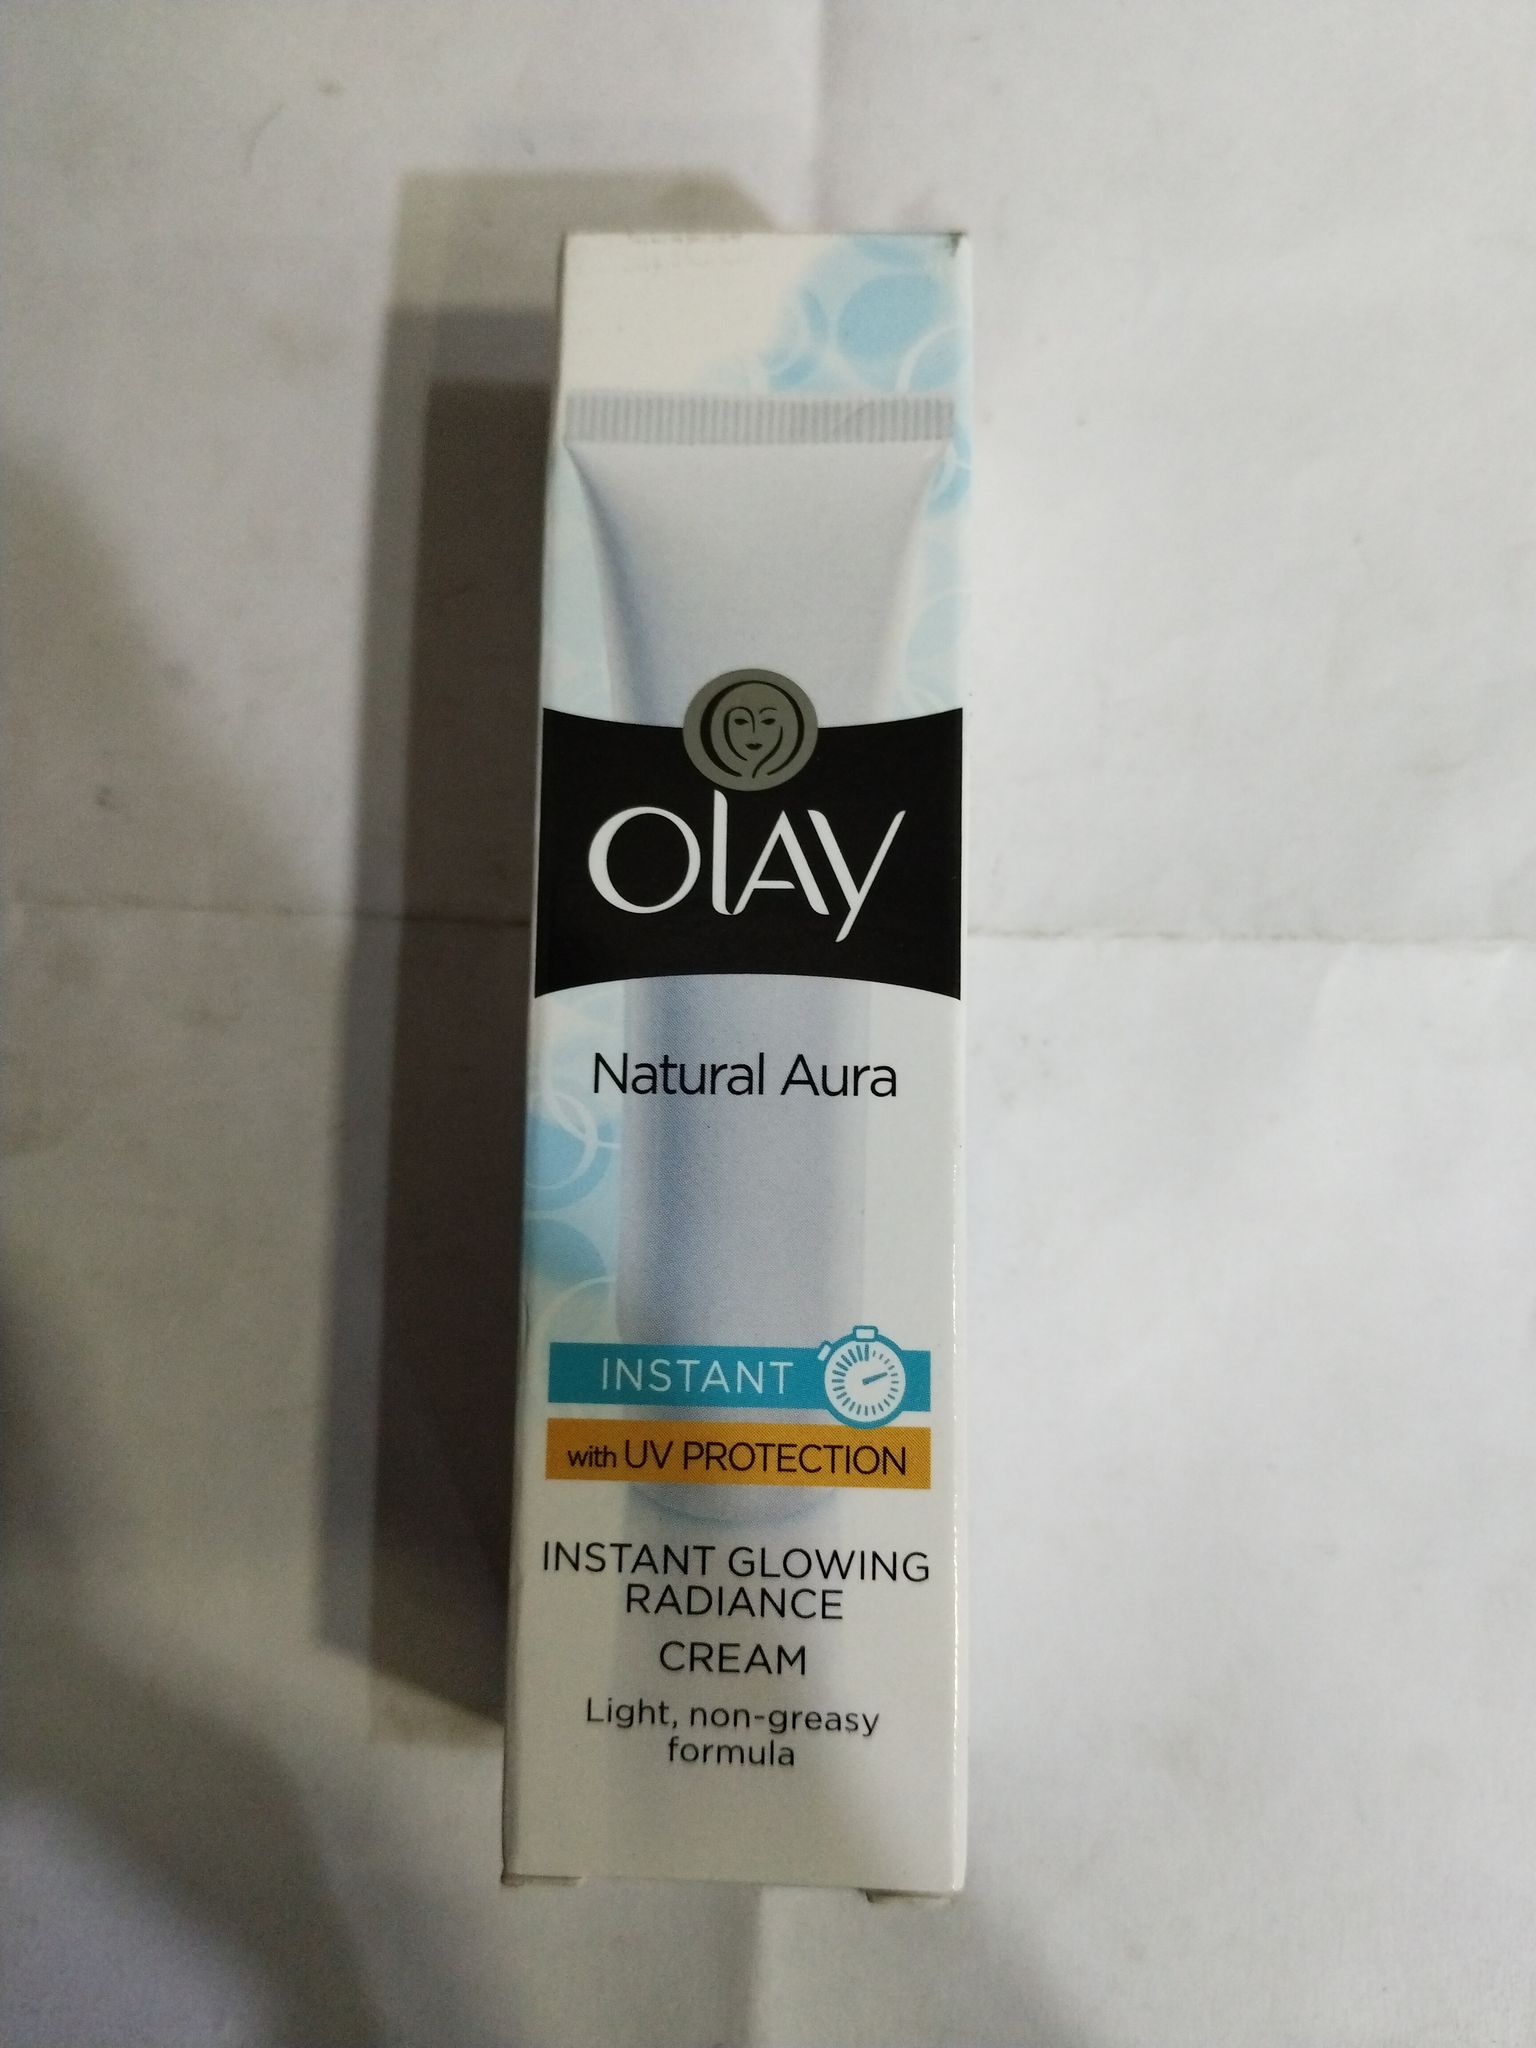 Olay
Natural Aura
INSTANT
with UV PROTECTION
INSTANT GLOWING
RADIANCE
CREAM
Light, non-greasy
formula